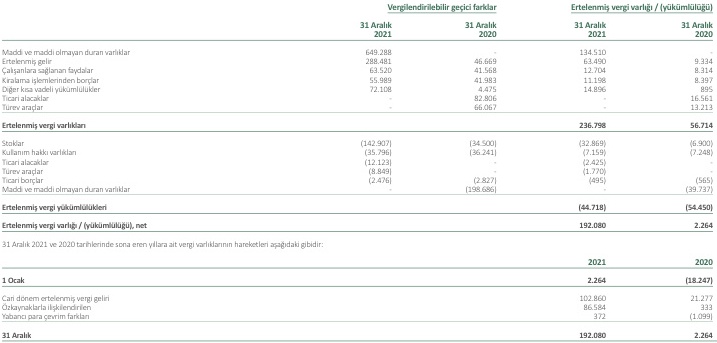 Vergilendirilebilir geçici farklar Ertelenmiş vergi varlığı / (yükümlülüğü)
31 Aralık 2021 31 Aralık 2020 31 Aralık 2021 31 Aralık 2020
Maddi ve maddi olmayan duran varlıklar 649.288 - 134.510 -
Ertelenmiş gelir 288.481 46.669 63.490 9.334
Çalışanlara sağlanan faydalar 63.520 41.568 12.704 8.314
Kiralama işlemlerinden borçlar 55.989 41.983 11.198 8.397
Diğer kısa vadeli yükümlülükler 72.108 4.475 14.896 895
Ticari alacaklar - 82.806 - 16.561
Türev araçlar - 66.067 - 13.213
Ertelenmiş vergi varlıkları 236.798 56.714
Stoklar (142.907) (34.500) (32.869) (6.900)
Kullanım hakkı varlıkları (35.796) (36.241) (7.159) (7.248)
Ticari alacaklar (12.123) - (2.425) -
Türev araçlar (8.849) - (1.770) -
Ticari borçlar (2.476) (2.827) (495) (565)
Maddi ve maddi olmayan duran varlıklar - (198.686) - (39.737)
Ertelenmiş vergi yükümlülükleri (44.718) (54.450)
Ertelenmiş vergi varlığı / (yükümlülüğü), net 192.080 2.264
31 Aralık 2021 ve 2020 tarihlerinde sona eren yıllara ait vergi varlıklarının hareketleri aşağıdaki gibidir:
2021 2020
1 Ocak 2.264 (18.247)
Cari dönem ertelenmiş vergi geliri 102.860 21.277
Özkaynaklarla ilişkilendirilen 86.584 333
Yabancı para çevrim farkları 372 (1.099)
31 Aralık 192.080 2.264